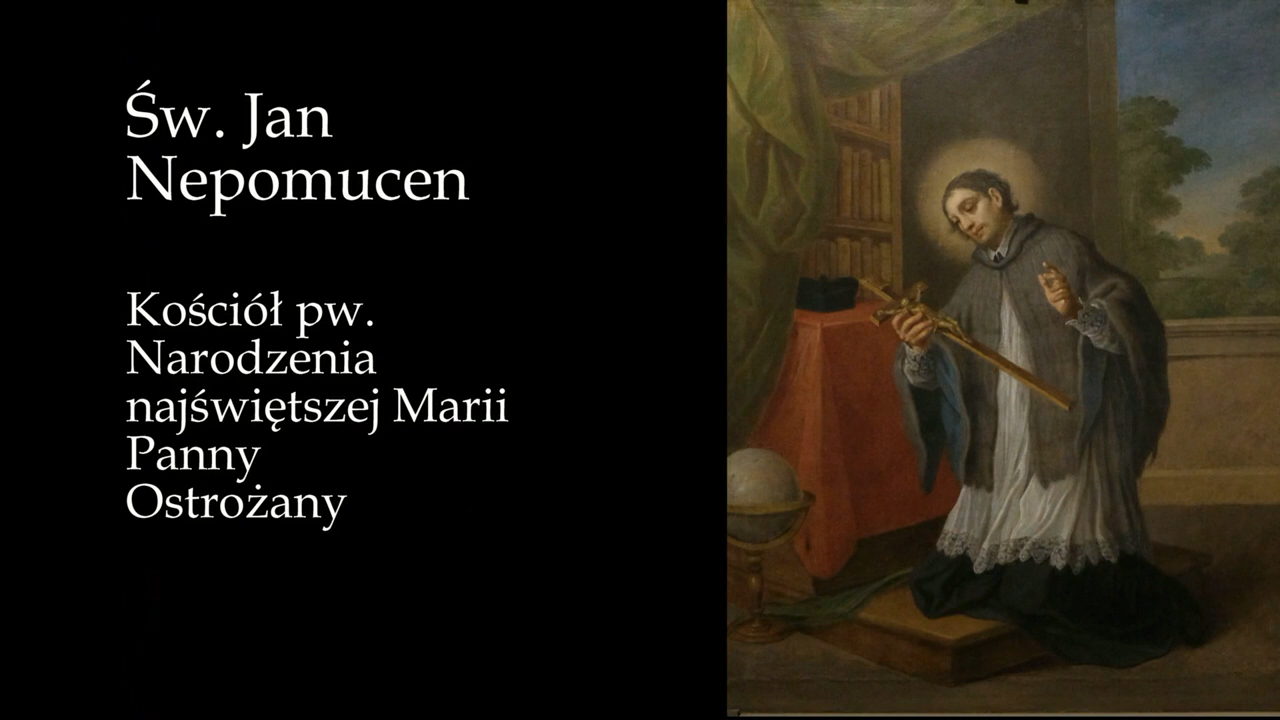 Św. Jan
Nepomucen
Kościół pw.
Narodzenia
najświętszej Marii
Panny
Ostrożany